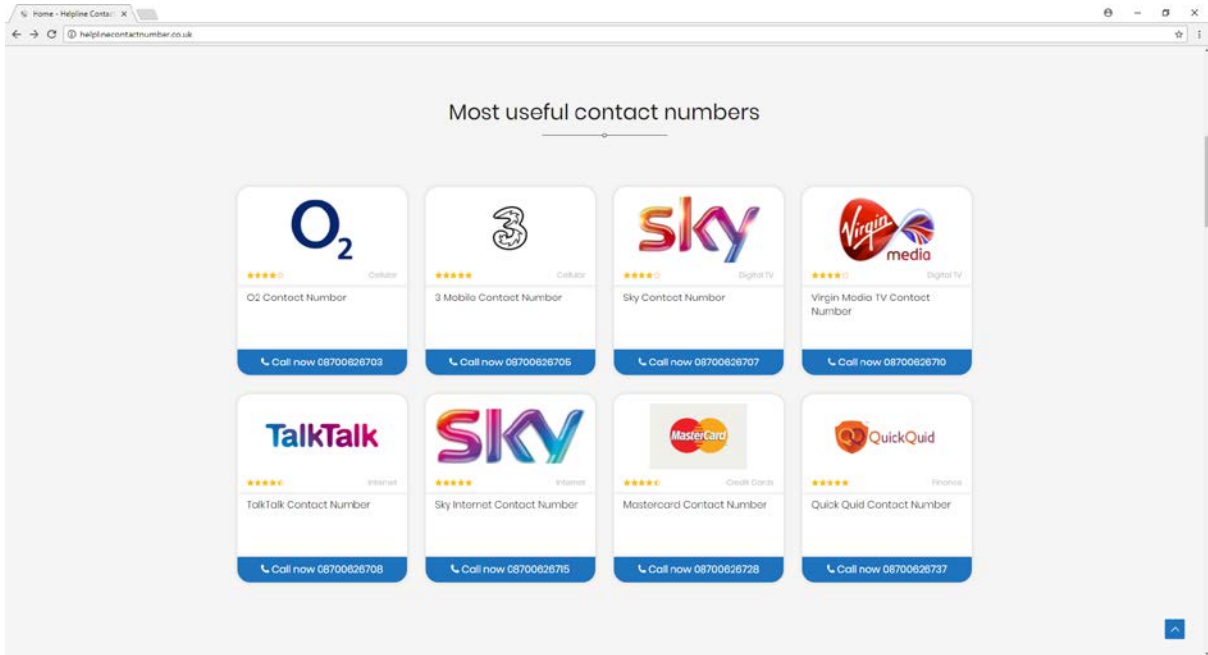 Home - Helpline Contac
helplinecontactnumber.co.uk
Most useful contact numbers
O2
3
sky
Virgin media
Cellular
Cellular
Digital TV
Digital TV
O2 Contact Number
3 Mobile Contact Number
Sky Contact Number
Virgin Media TV Contact
Number
Call now 08700626703
Call now 08700626705
Call now 08700626707
Call now 08700626710
TalkTalk
sky
MasterCard
QuickQuid
Internet
Internet
Credit Cards
Finance
TalkTalk Contact Number
Sky Internet Contact Number
Mastercard Contact Number
Quick Quid Contact Number
Call now 08700626708
Call now 08700626715
Call now 08700626728
Call now 08700626737